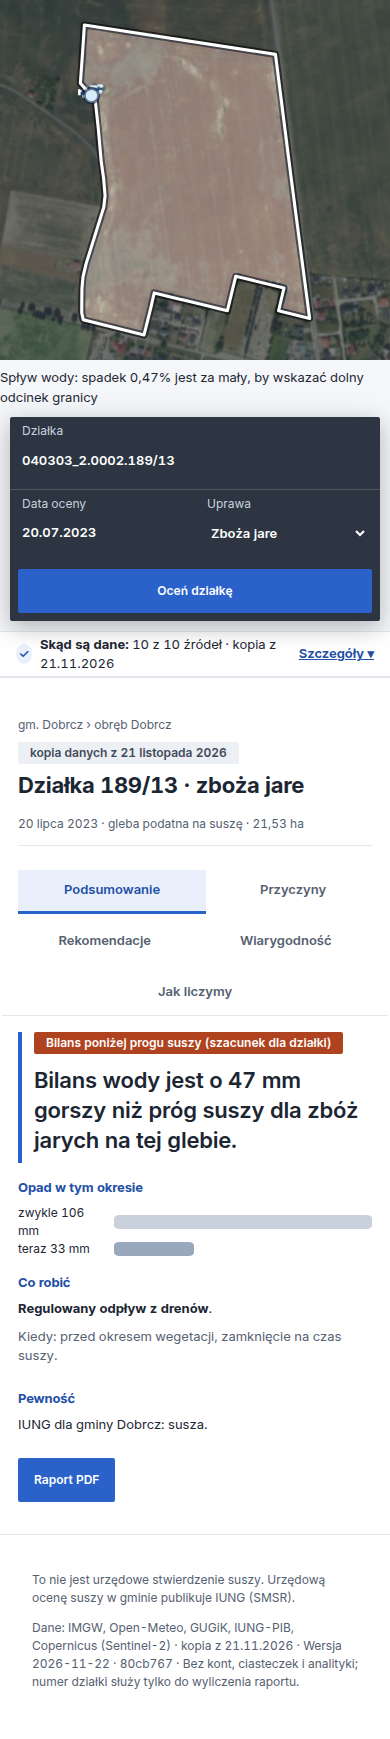 Spływ wody: spadek 0,47% jest za mały, by wskazać dolny
odcinek granicy
Działka
040303_2.0002.189/13
Data oceny
20.07.2023
Uprawa
Zboża jare
Oceń działkę
Skąd są dane: 10 z 10 źródeł · kopia z
21.11.2026
Szczegóły ▾
gm. Dobrcz › obręb Dobrcz
kopia danych z 21 listopada 2026
Działka 189/13 · zboża jare
20 lipca 2023 · gleba podatna na suszę · 21,53 ha
Podsumowanie
Przyczyny
Rekomendacje
Wiarygodność
Jak liczymy
Bilans poniżej progu suszy (szacunek dla działki)
Bilans wody jest o 47 mm
gorszy niż próg suszy dla zbóż
jarych na tej glebie.
Opad w tym okresie
zwykle 106
mm
teraz 33 mm
Co robić
Regulowany odpływ z drenów.
Kiedy: przed okresem wegetacji, zamknięcie na czas
suszy.
Pewność
IUNG dla gminy Dobrcz: susza.
Raport PDF
To nie jest urzędowe stwierdzenie suszy. Urzędową
ocenę suszy w gminie publikuje IUNG (SMSR).
Dane: IMGW, Open-Meteo, GUGiK, IUNG-PIB,
Copernicus (Sentinel-2) · kopia z 21.11.2026 · Wersja
2026-11-22 · 80cb767 · Bez kont, ciasteczek i analityki;
numer działki służy tylko do wyliczenia raportu.